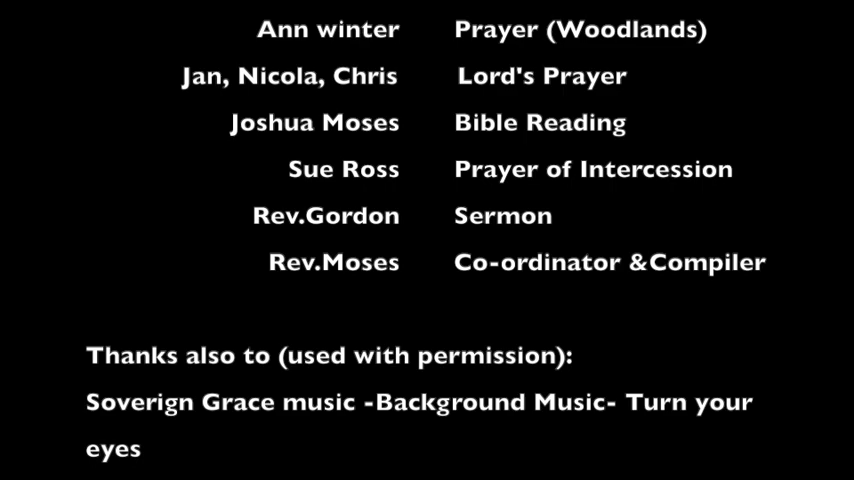 Ann winter Prayer (Woodlands)
Jan, Nicola, Chris Lord's Prayer
Joshua Moses Bible Reading
Sue Ross Prayer of Intercession
Rev.Gordon Sermon
Rev.Moses Co-ordinator &Compiler
Thanks also to (used with permission):
Soverign Grace music -Background Music- Turn your
eyes